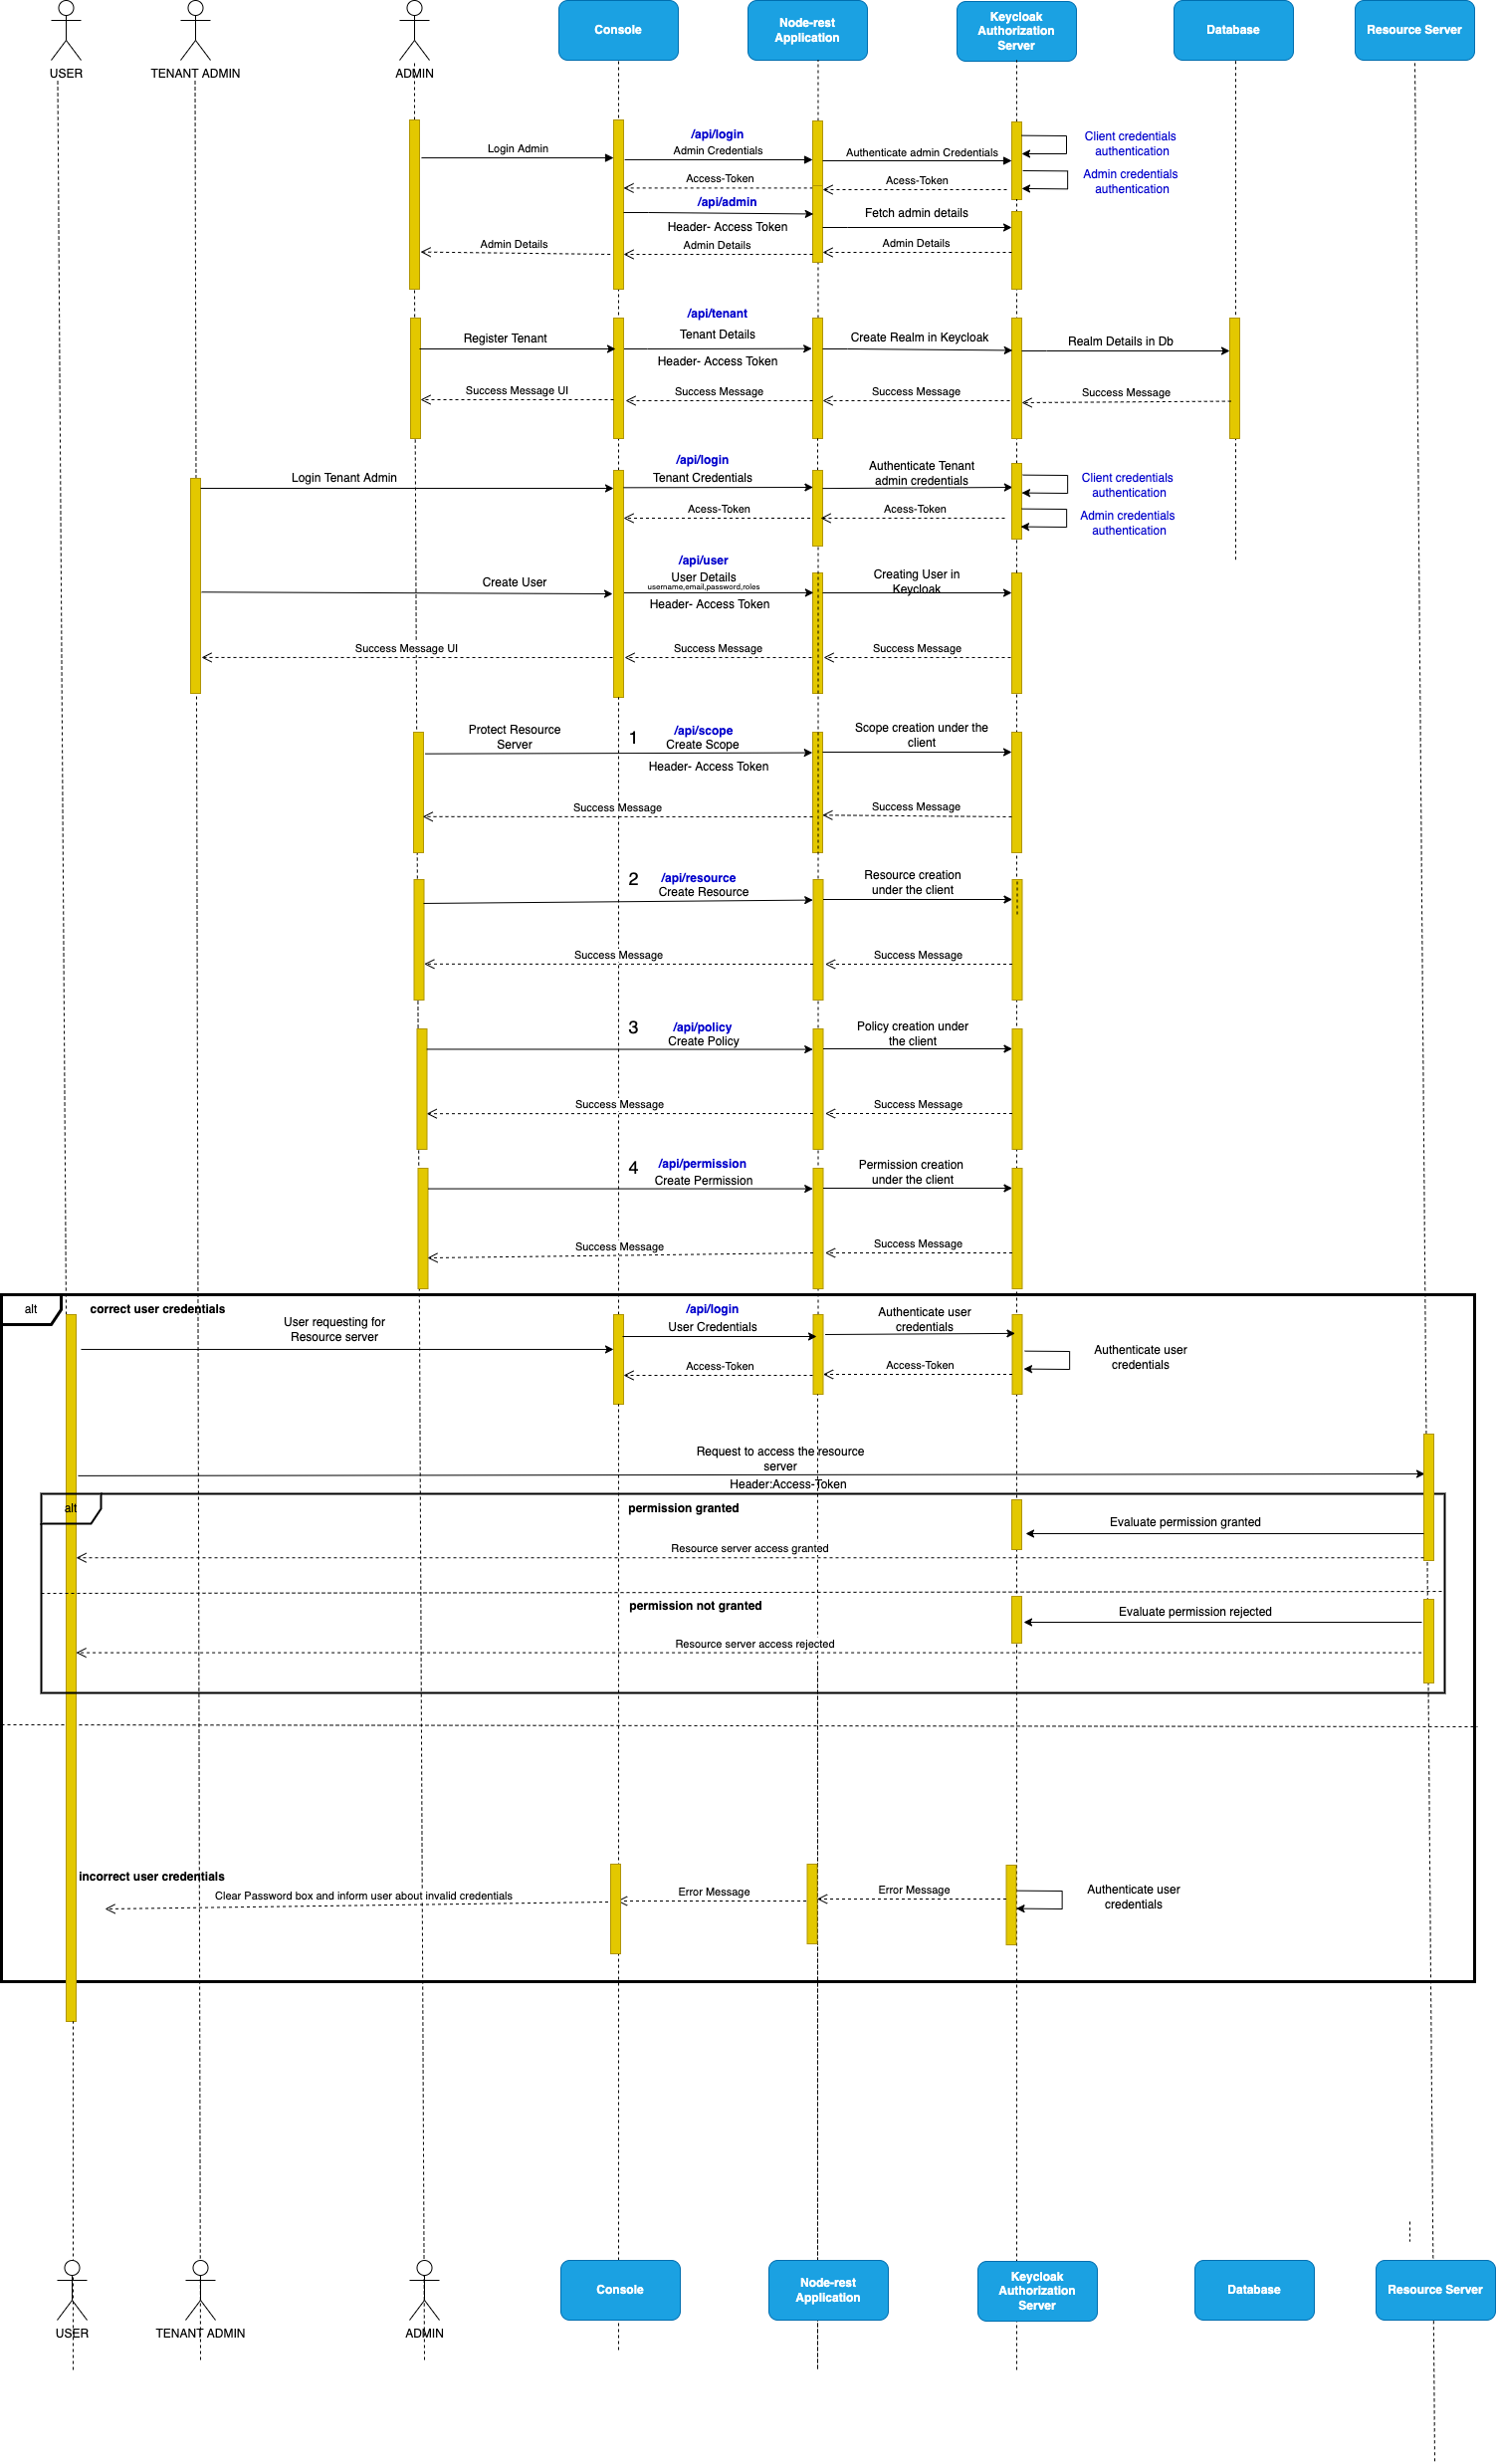 USER
TENANT ADMIN
ADMIN
Console
Node-rest
Application
Keycloak
Authorization
Server
Database
Resource Server
/api/login
Login Admin
Admin Credentials
Authenticate admin Credentials
Client credentials
authentication
Access-Token
Acess-Token
Admin credentials
authentication
/api/admin
Header- Access Token
Fetch admin details
Admin Details
Admin Details
Admin Details
/api/tenant
Register Tenant
Tenant Details
Create Realm in Keycloak
Realm Details in Db
Header- Access Token
Success Message UI
Success Message
Success Message
Success Message
/api/login
Login Tenant Admin
Tenant Credentials
Authenticate Tenant
admin credentials
Client credentials
authentication
Acess-Token
Acess-Token
Admin credentials
authentication
/api/user
Create User
User Details
username,email,password,roles
Header- Access Token
Creating User in
Keycloak
Success Message UI
Success Message
Success Message
Protect Resource
Server
1
/api/scope
Create Scope
Header- Access Token
Scope creation under the
client
Success Message
Success Message
2
/api/resource
Create Resource
Resource creation
under the client
Success Message
Success Message
3
/api/policy
Create Policy
Policy creation under
the client
Success Message
Success Message
4
/api/permission
Create Permission
Permission creation
under the client
Success Message
Success Message
alt
correct user credentials
User requesting for
Resource server
/api/login
User Credentials
Authenticate user
credentials
Authenticate user
credentials
Access-Token
Access-Token
Request to access the resource
server
Header:Access-Token
alt
permission granted
Evaluate permission granted
Resource server access granted
permission not granted
Evaluate permission rejected
Resource server access rejected
incorrect user credentials
Clear Password box and inform user about invalid credentials
Error Message
Error Message
Authenticate user
credentials
USER
TENANT ADMIN
ADMIN
Console
Node-rest
Application
Keycloak
Authorization
Server
Database
Resource Server